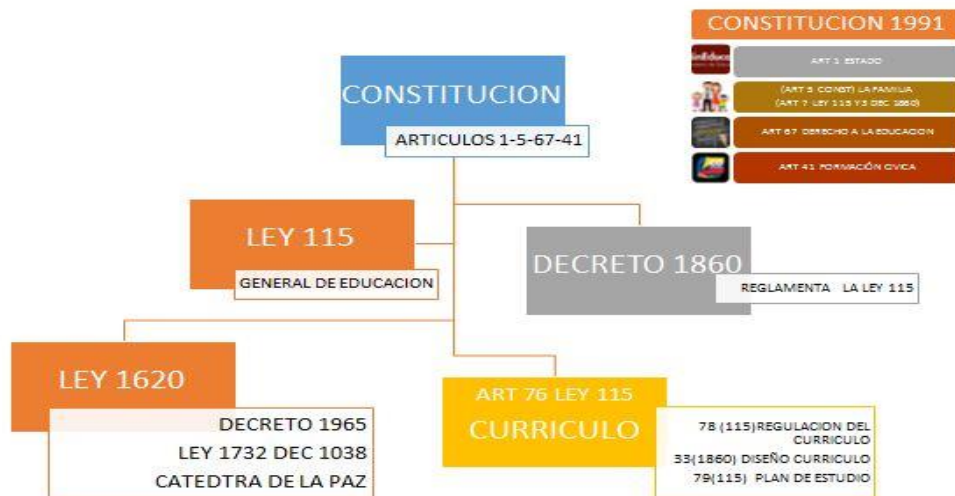 CONSTITUCION 1991
ART 1 ESTADO
(ART 5 CONST) LA FAMILIA
(ART 7 LEY 115 Y 3 DEC 1860)
ART 67 DERECHO A LA EDUCACION
ART 41 FORMACIÓN CIVICA
CONSTITUCION
ARTICULOS 1-5-67-41
LEY 115
GENERAL DE EDUCACION
DECRETO 1860
REGLAMENTA LA LEY 115
LEY 1620
DECRETO 1965
LEY 1732 DEC 1038
CATEDTRA DE LA PAZ
ART 76 LEY 115
CURRICULO
78 (115)REGULACION DEL
CURRICULO
33(1860) DISEÑO CURRICULO
79(115) PLAN DE ESTUDIO